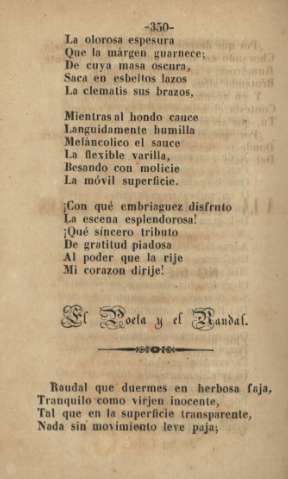 -350-
La olorosa espesura
Que la márgen guarnece;
De cuya masa oscura,
Saca en esbeltos lazos
La clematis sus brazos,
Mientras al hondo cauce
Languidamente humilla
Melàncolico el sauce
La flexible varilla,
Besando con molicie
La móvil superficie.
¡Con qué embriaguez disfruto
La escena esplendorosa!
¡Qué síncero tributo
De gratitud piadosa
Al poder que la rije
Mi corazon dirije!
El Poeta y el Raudal.
Raudal que duermes en herbosa faja,
Tranquilo como virjen inocente,
Tal que en la superficie transparente,
Nada sin movimiento leve paja;